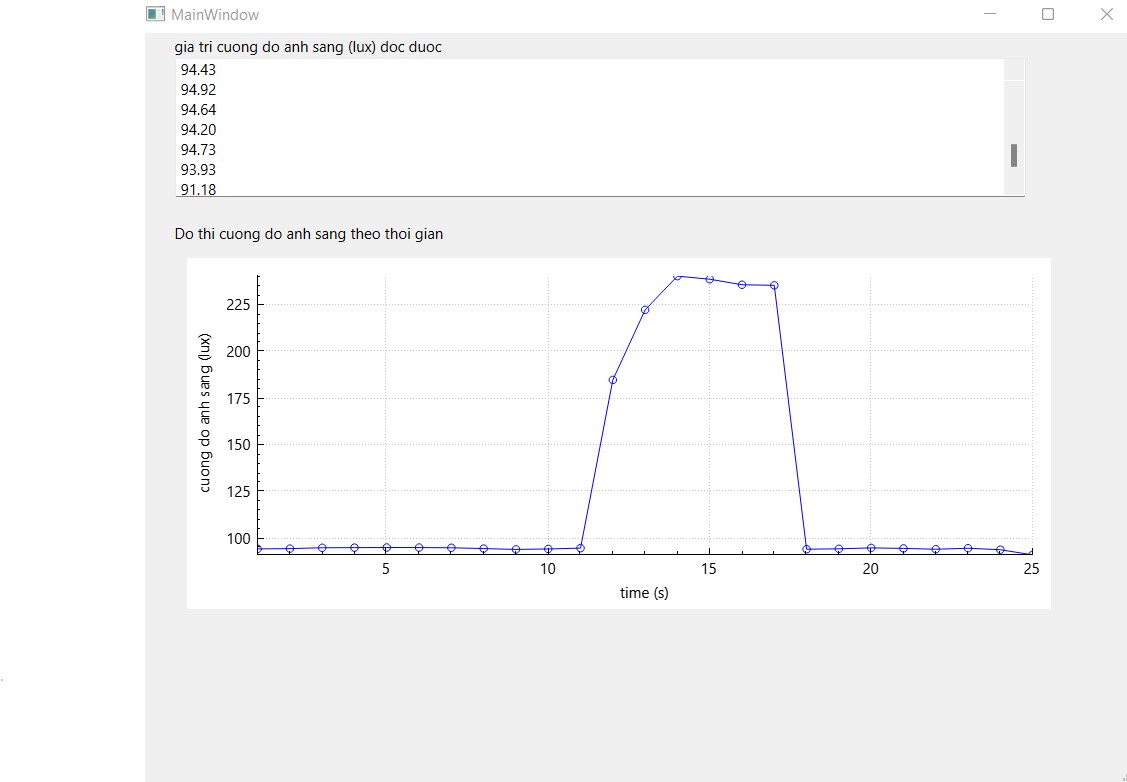 MainWindow
gia tri cuong do anh sang (lux) doc duoc
94.43
94.92
94.64
94.20
94.73
93.93
91.18
Do thi cuong do anh sang theo thoi gian
cuong do anh sang (lux)
225
200
175
150
125
100
5 10 15 20 25
time (s)